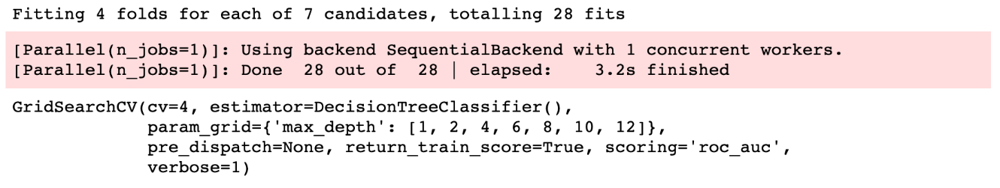 Fitting 4 folds for each of 7 candidates, totalling 28 fits
[Parallel(n_jobs=1)]: Using backend SequentialBackend with 1 concurrent workers.
[Parallel(n_jobs=1)]: Done  28 out of  28 | elapsed:    3.2s finished
GridSearchCV(cv=4, estimator=DecisionTreeClassifier(),
             param_grid={'max_depth': [1, 2, 4, 6, 8, 10, 12]},
             pre_dispatch=None, return_train_score=True, scoring='roc_auc',
             verbose=1)